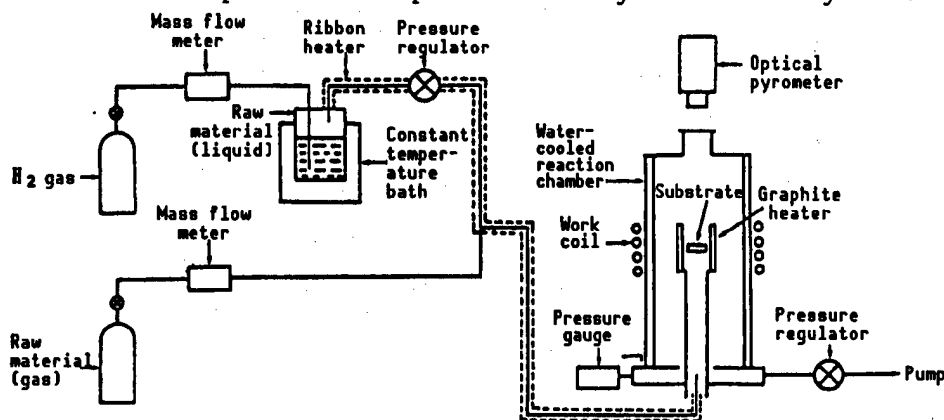 Mass flow
meter
Ribbon
heater
Pressure
regulator
Optical
pyrometer
Raw
material
(liquid)
Constant
temper-
ature
bath
H2 gas
Water-
cooled
reaction
chamber
Substrate
Graphite
heater
Mass flow
meter
Work
coil
Pressure
gauge
Pressure
regulator
Raw
material
(gas)
Pump